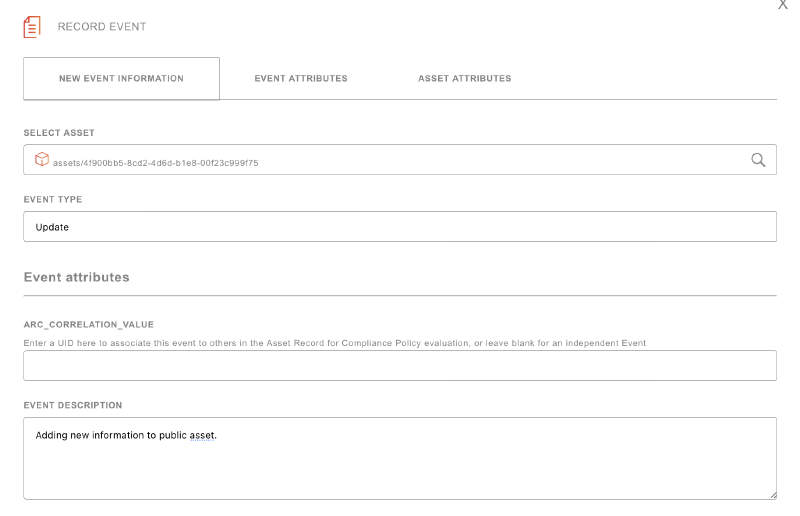 X
RECORD EVENT
NEW EVENT INFORMATION
EVENT ATTRIBUTES
ASSET ATTRIBUTES
SELECT ASSET
assets/4f900bb5-8cd2-4d6d-b1e8-00f23c999f75
EVENT TYPE
Update
Event attributes
ARC_CORRELATION_VALUE
Enter a UID here to associate this event to others in the Asset Record for Compliance Policy evaluation, or leave blank for an independent Event
EVENT DESCRIPTION
Adding new information to public asset.